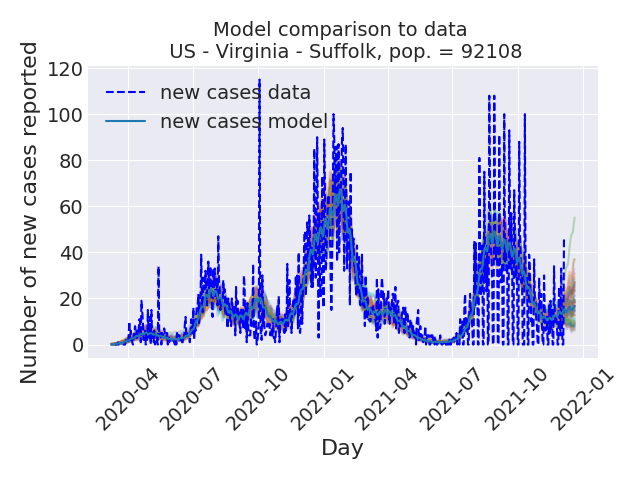 Model comparison to data
US - Virginia - Suffolk, pop. = 92108
Number of new cases reported
120
100
80
60
40
20
0
new cases data
new cases model
2020-04
2020-07
2020-10
2021-01
2021-04
2021-07
2021-10
2022-01
Day